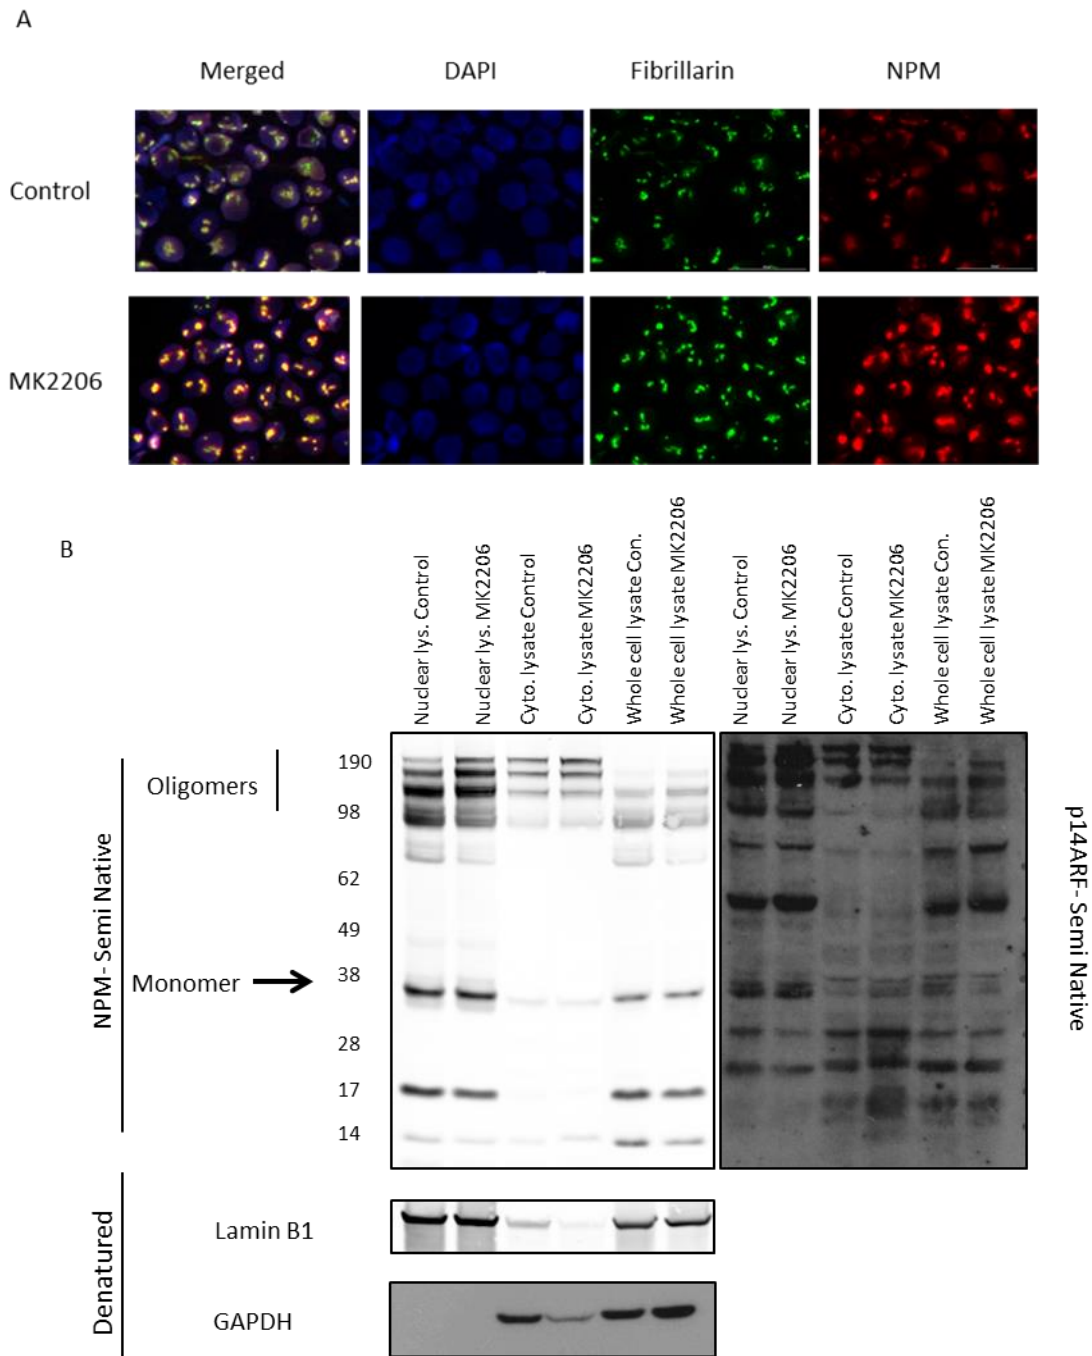 A
Merged DAPI Fibrillarin NPM
Control
MK2206
B
Nuclear lys. Control
Nuclear lys. MK2206
Cyto. lysate Control
Cyto. lysate MK2206
Whole cell lysate Con.
Whole cell lysate MK2206
Nuclear lys. Control
Nuclear lys. MK2206
Cyto. lysate Control
Cyto. lysate MK2206
Whole cell lysate Con.
Whole cell lysate MK2206
NPM- Semi Native
Oligomers
Monomer
190
98
62
49
38
28
17
14
p14ARF- Semi Native
Denatured
Lamin B1
GAPDH